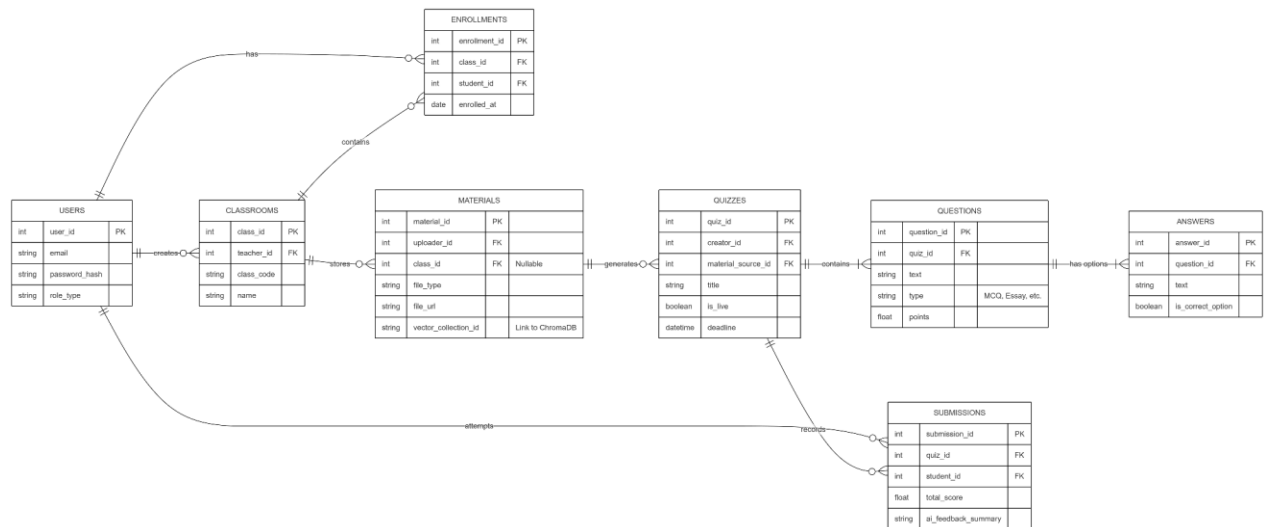 ENROLLMENTS
int enrollment_id PK
int class_id FK
int student_id FK
date enrolled_at
has
contains
USERS
int user_id PK
string email
string password_hash
string role_type
creates
CLASSROOMS
int class_id PK
int teacher_id FK
string class_code
string name
stores
MATERIALS
int material_id PK
int uploader_id FK
int class_id FK Nullable
string file_type
string file_url
string vector_collection_id Link to ChromaDB
generates
QUIZZES
int quiz_id PK
int creator_id FK
int material_source_id FK
string title
boolean is_live
datetime deadline
contains
QUESTIONS
int question_id PK
int quiz_id FK
string text
string type MCQ, Essay, etc.
float points
has options
ANSWERS
int answer_id PK
int question_id FK
string text
boolean is_correct_option
attempts
records
SUBMISSIONS
int submission_id PK
int quiz_id FK
int student_id FK
float total_score
string ai_feedback_summary